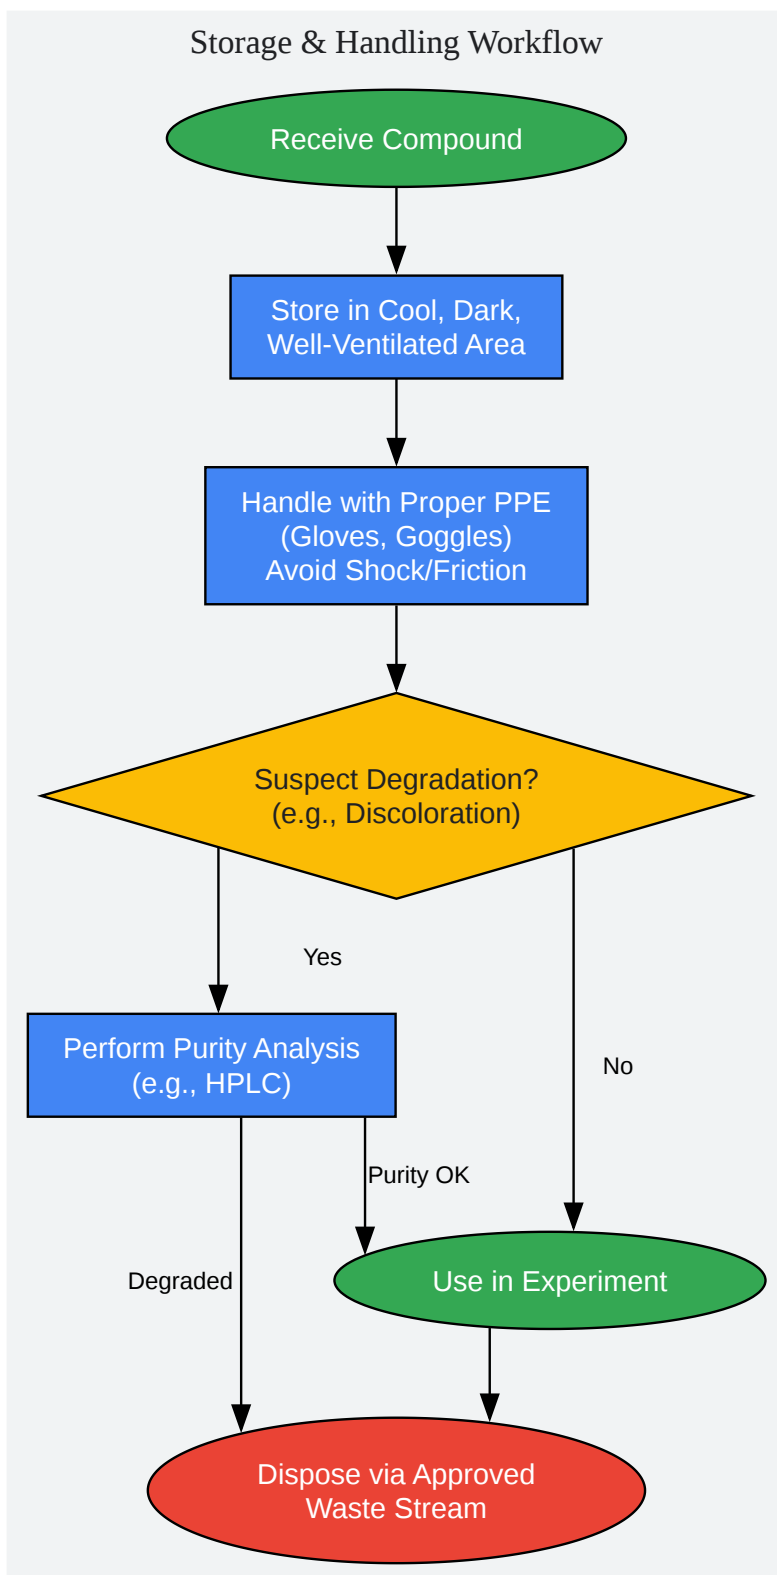 Storage & Handling Workflow
Receive Compound
Store in Cool, Dark,
Well-Ventilated Area
Handle with Proper PPE
(Gloves, Goggles)
Avoid Shock/Friction
Suspect Degradation?
(e.g., Discoloration)
Yes
Perform Purity Analysis
(e.g., HPLC)
No
Purity OK
Degraded
Use in Experiment
Dispose via Approved
Waste Stream